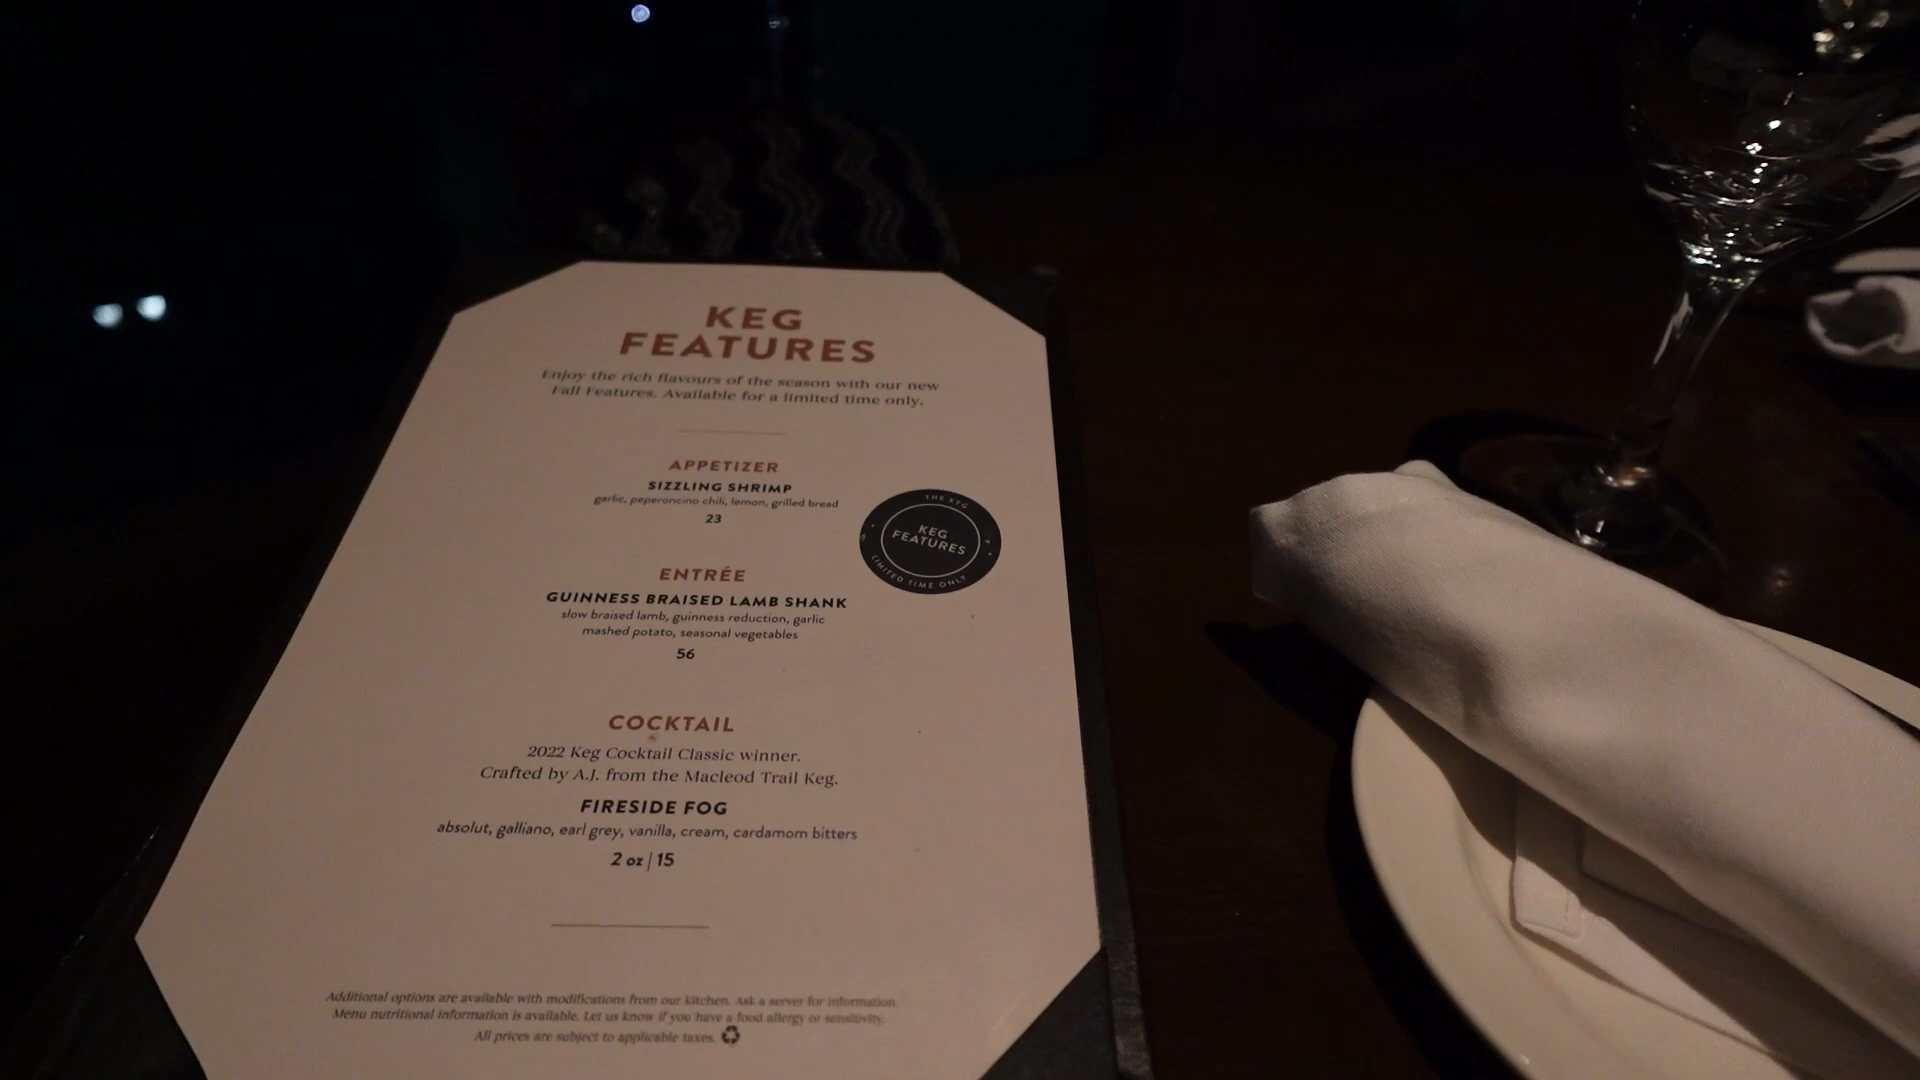 KEG
FEATURES
Enjoy the rich flavours of the season with our new
Fall Features. Available for a limited time only.
APPETIZER
SIZZLING SHRIMP
garlic, peperoncino chili, lemon, grilled bread
23
THE KEG
KEG
FEATURES
LIMITED TIME ONLY
ENTRÉE
GUINNESS BRAISED LAMB SHANK
slow braised lamb, guinness reduction, garlic
mashed potato, seasonal vegetables
56
COCKTAIL
2022 Keg Cocktail Classic winner.
Crafted by A.J. from the Macleod Trail Keg.
FIRESIDE FOG
absolut, galliano, earl grey, vanilla, cream, cardamom bitters
2 oz | 15
Additional options are available with modifications from our kitchen. Ask a server for information.
Menu nutritional information is available. Let us know if you have a food allergy or sensitivity.
All prices are subject to applicable taxes.